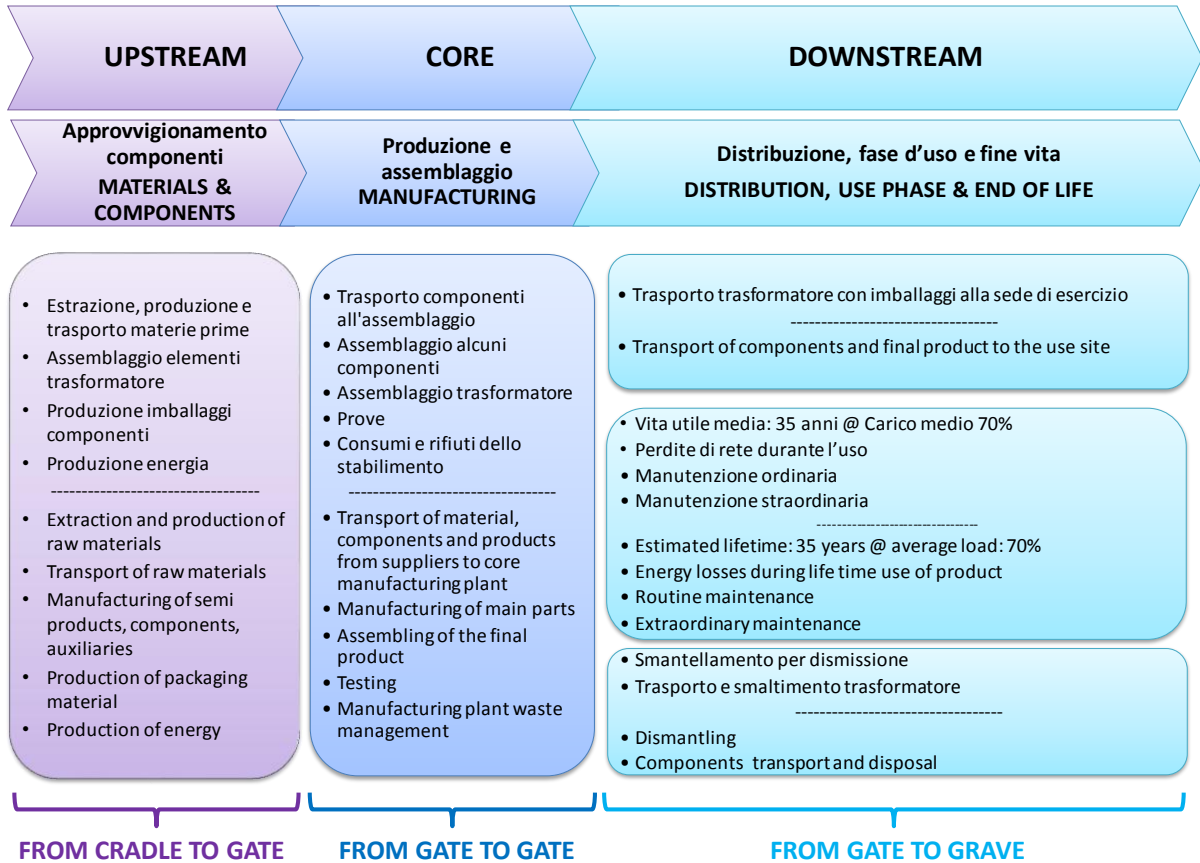 UPSTREAM
CORE
DOWNSTREAM
Approvvigionamento
componenti
MATERIALS &
COMPONENTS
Produzione e
assemblaggio
MANUFACTURING
Distribuzione, fase d’uso e fine vita
DISTRIBUTION, USE PHASE & END OF LIFE
• Estrazione, produzione e
trasporto materie prime
• Assemblaggio elementi
trasformatore
• Produzione imballaggi
componenti
• Produzione energia
----------------------------------
• Extraction and production of
raw materials
• Transport of raw materials
• Manufacturing of semi
products, components,
auxiliaries
• Production of packaging
material
• Production of energy
• Trasporto componenti
all'assemblaggio
• Assemblaggio alcuni
componenti
• Assemblaggio trasformatore
• Prove
• Consumi e rifiuti dello
stabilimento
----------------------------------
• Transport of material,
components and products
from suppliers to core
manufacturing plant
• Manufacturing of main parts
• Assembling of the final
product
• Testing
• Manufacturing plant waste
management
• Trasporto trasformatore con imballaggi alla sede di esercizio
----------------------------------
• Transport of components and final product to the use site
• Vita utile media: 35 anni @ Carico medio 70%
• Perdite di rete durante l’uso
• Manutenzione ordinaria
• Manutenzione straordinaria
----------------------------------
• Estimated lifetime: 35 years @ average load: 70%
• Energy losses during life time use of product
• Routine maintenance
• Extraordinary maintenance
• Smantellamento per dismissione
• Trasporto e smaltimento trasformatore
----------------------------------
• Dismantling
• Components transport and disposal
FROM CRADLE TO GATE
FROM GATE TO GATE
FROM GATE TO GRAVE